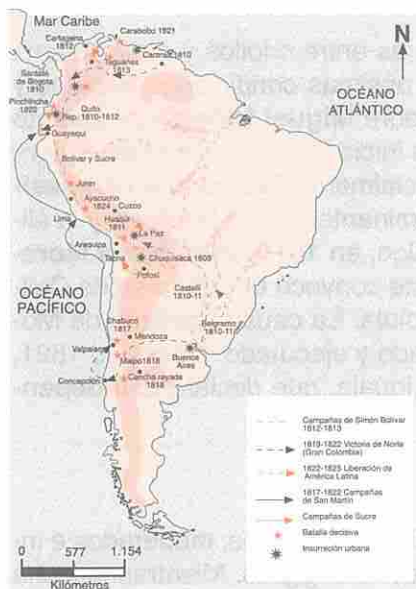 Mar Caribe
Cartagena
1812
Carabobo 1921
Caracas 1810
Taguanes
1813
Santafé
de Bogotá
1810
OCÉANO
ATLÁNTICO
Pinchincha
1822
Quito
Rep. 1810-1812
Guayaquil
Bolívar y Sucre
Junín
Ayacucho
1824
Cuzco
Lima
Huaqui
1811
La Paz
Arequipa
Tacna
Chuquisaca 1809
Potosí
OCÉANO
PACÍFICO
Castelli
1810-11
Chabuco
1817
Mendoza
Belgrano
1810-11
Valparaíso
Buenos
Aires
Maipo 1818
Concepción
Cancha rayada
1818
Campañas de Simón Bolívar
1812-1813
1819-1822 Victoria de Norte
(Gran Colombia)
1822-1825 Liberación de
América Latina
1817-1822 Campañas
de San Martín
Campañas de Sucre
Batalla decisiva
Insurrección urbana
0 577 1.154
Kilómetros